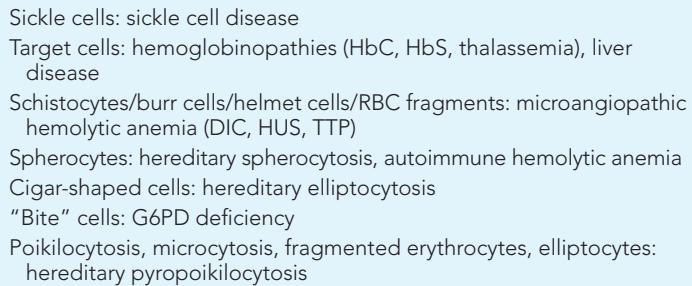 Sickle cells: sickle cell disease
Target cells: hemoglobinopathies (HbC, HbS, thalassemia), liver
disease
Schistocytes/burr cells/helmet cells/RBC fragments: microangiopathic
hemolytic anemia (DIC, HUS, TTP)
Spherocytes: hereditary spherocytosis, autoimmune hemolytic anemia
Cigar-shaped cells: hereditary elliptocytosis
“Bite” cells: G6PD deficiency
Poikilocytosis, microcytosis, fragmented erythrocytes, elliptocytes:
hereditary pyropoikilocytosis